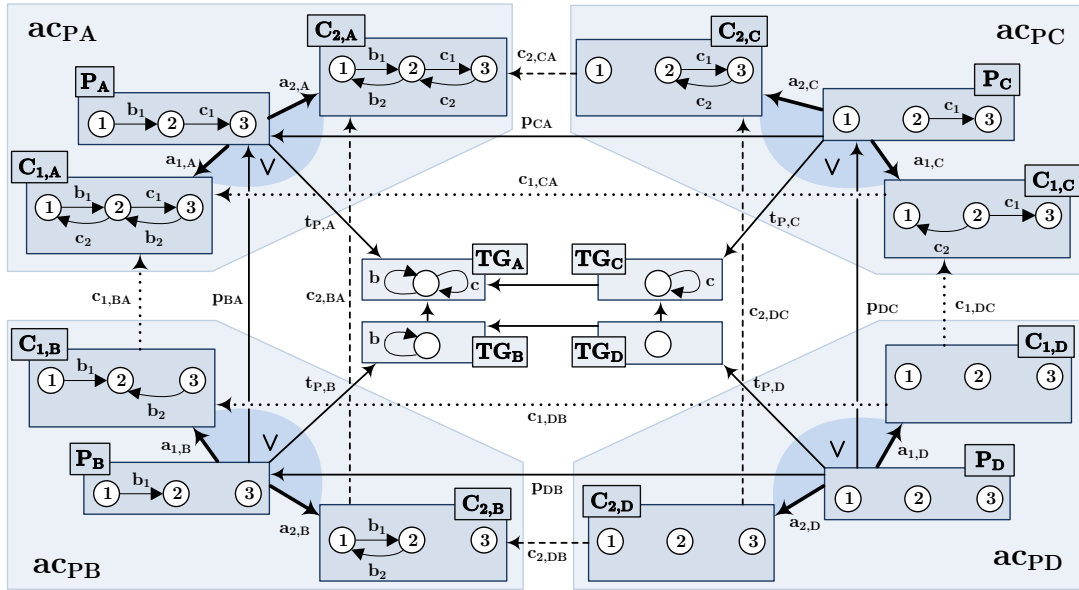 ac_PA
C_2,A
1 b_1 2 c_1 3
b_2 c_2
a_2,A
P_A
1 b_1 2 c_1 3
a_1,A
∨
C_1,A
1 b_1 2 c_1 3
c_2 b_2
c_2,CA
p_CA
c_1,CA
ac_PC
C_2,C
1 2 c_1 3
c_2
a_2,C
P_C
1 2 c_1 3
∨
a_1,C
C_1,C
1 2 c_1 3
c_2
t_P,A
t_P,C
TG_A
b c
TG_C
c
TG_B
b
TG_D
c_1,BA
p_BA
c_2,BA
c_2,DC
p_DC
c_1,DC
t_P,B
t_P,D
C_1,B
1 b_1 2 3
b_2
c_1,DB
C_1,D
1 2 3
a_1,B
∨
P_B
1 b_1 2 3
a_2,B
p_DB
C_2,B
1 b_1 2 3
b_2
ac_PB
c_2,DB
∨
a_1,D
P_D
1 2 3
a_2,D
C_2,D
1 2 3
ac_PD